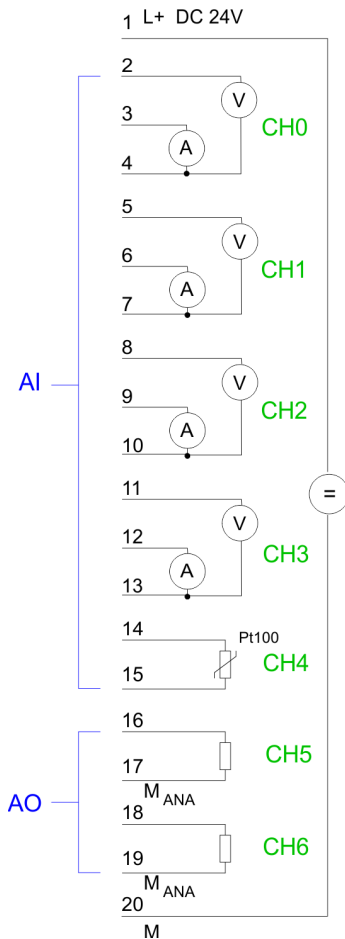 1 L+ DC 24V
2
V
3 CH0
A
4
5
V
6 CH1
A
7
8
V
AI
9 CH2
A
10
11
=
V
12 CH3
A
13
14
Pt100
CH4
15
16
CH5
17
M ANA
AO
18
CH6
19
M ANA
20
M